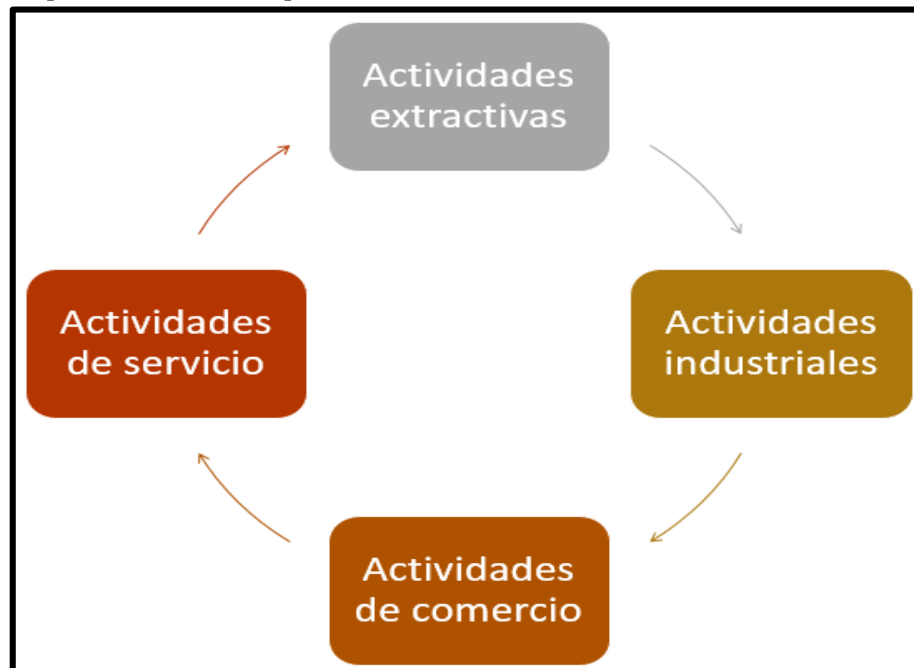 Actividades
extractivas
Actividades
de servicio
Actividades
industriales
Actividades
de comercio